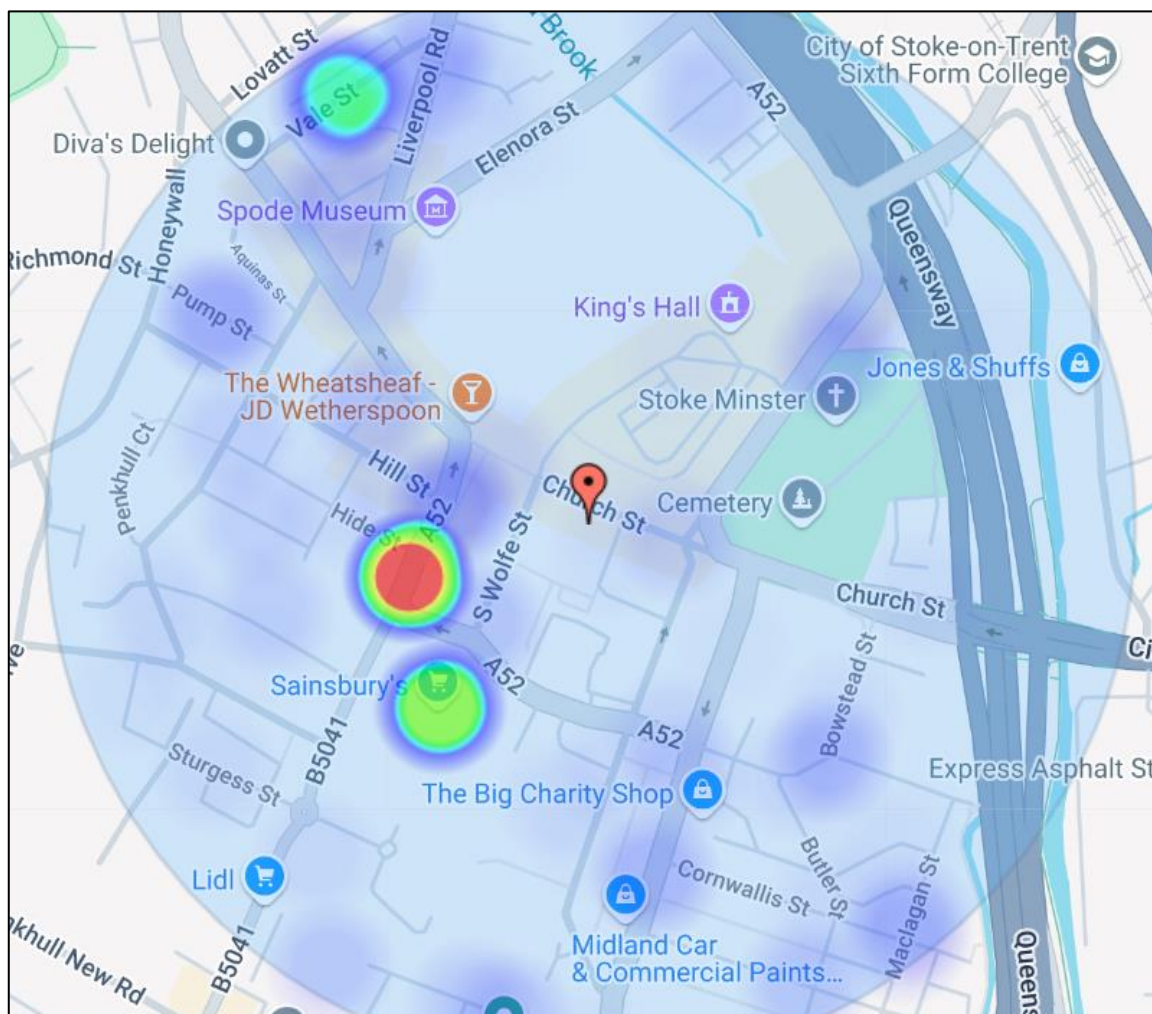 Lovatt St
Liverpool Rd
Brook
City of Stoke-on-Trent
Sixth Form College
A52
Vale St
Diva's Delight
Elenora St
Honeywall
Spode Museum
Queensway
Richmond St
Aquinas St
Pump St
King's Hall
Jones & Shuffs
The Wheatsheaf -
JD Wetherspoon
Stoke Minster
Penkhull Ct
Hill St
Church St
Cemetery
A52
Hide St
S Wolfe St
Church St
Bowstead St
Sainsbury's
A52
A52
B5041
Sturgess St
Express Asphalt St
The Big Charity Shop
Lidl
Cornwallis St
Butler St
Maclagan St
Midland Car
& Commercial Paints...
nkhull New Rd
B5041
Queens